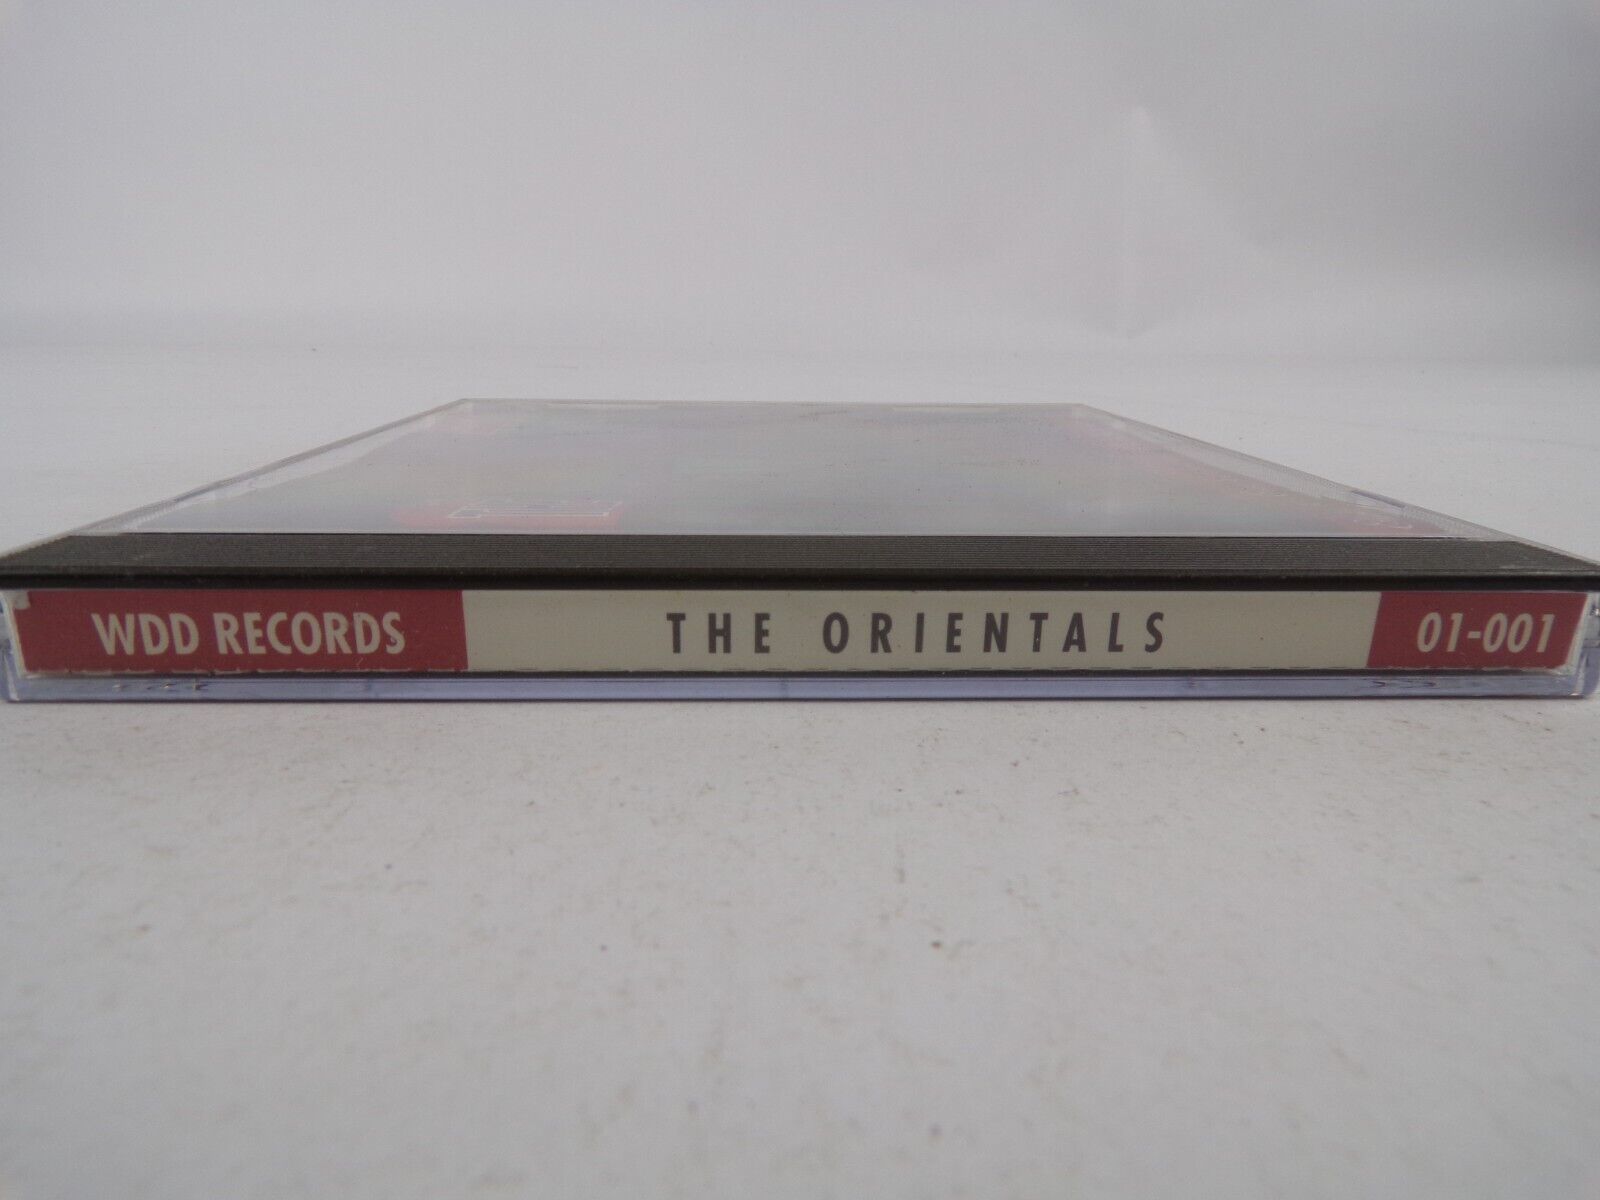 WDD RECORDS THE ORIENTALS 01-001